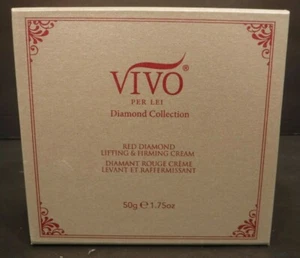 VIVO®
PER LEI
Diamond Collection
RED DIAMOND
LIFTING & FIRMING CREAM
DIAMANT ROUGE CRÈME
LEVANT ET RAFFERMISSANT
50g ℮ 1.75oz